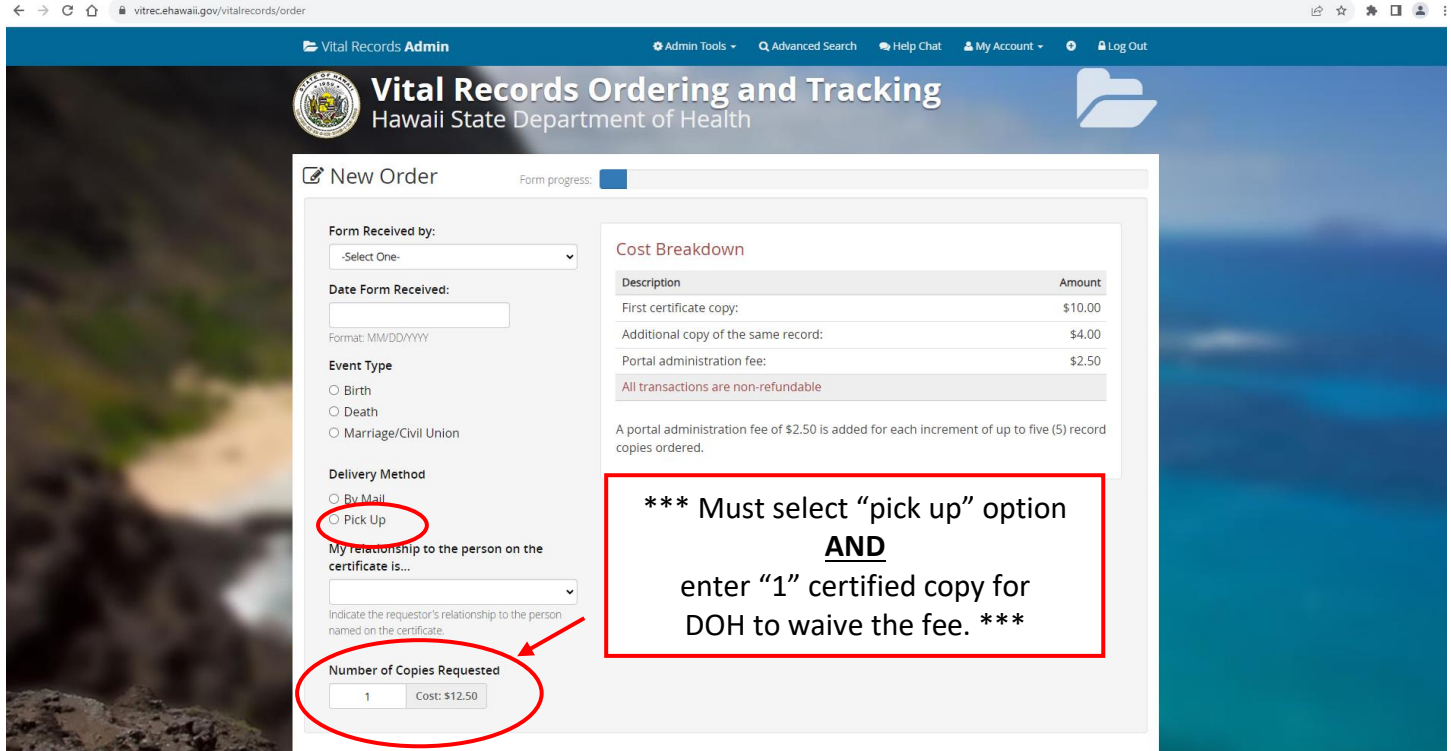 vitrec.ehawaii.gov/vitalrecords/order
Vital Records Admin
Admin Tools
Advanced Search
Help Chat
My Account
Log Out
Vital Records Ordering and Tracking
Hawaii State Department of Health
New Order
Form progress:
Form Received by:
-Select One-
Date Form Received:
Format: MM/DD/YYYY
Event Type
Birth
Death
Marriage/Civil Union
Delivery Method
By Mail
Pick Up
My relationship to the person on the
certificate is...
Indicate the requestor's relationship to the person
named on the certificate.
Number of Copies Requested
1 Cost: $12.50
Cost Breakdown
Description Amount
First certificate copy: $10.00
Additional copy of the same record: $4.00
Portal administration fee: $2.50
All transactions are non-refundable
A portal administration fee of $2.50 is added for each increment of up to five (5) record
copies ordered.
*** Must select “pick up” option
AND
enter “1” certified copy for
DOH to waive the fee. ***